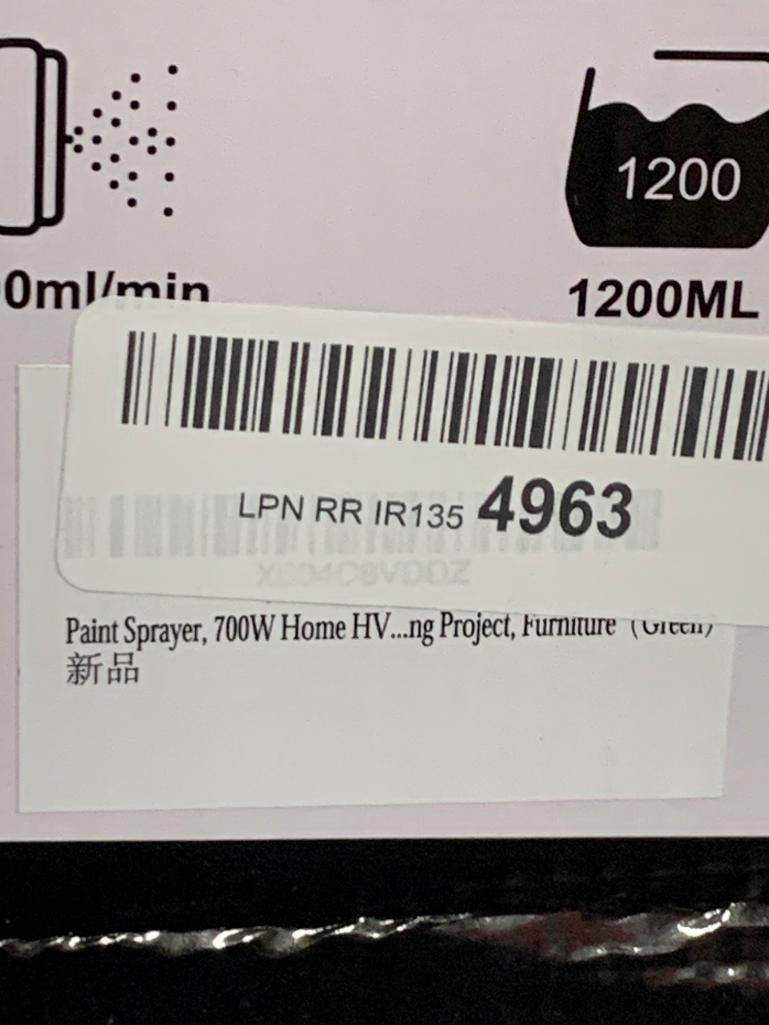 1200
0ml/min
1200ML
LPN RR IR135 4963
Paint Sprayer, 700W Home HV...ng Project, Furniture (Green)
新品